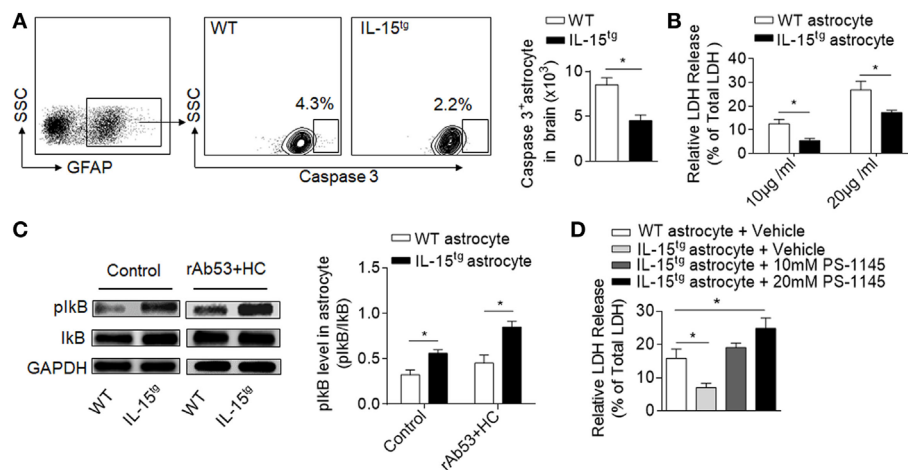 A
SSC
GFAP
WT
4.3%
SSC
IL-15tg
2.2%
Caspase 3
WT
IL-15tg
Caspase 3+astrocyte
in brain (x10³)
10
5
0
*
B
WT astrocyte
IL-15tg astrocyte
Relative LDH Release
(% of Total LDH)
40
30
20
10
0
*
*
10µg /ml
20µg /ml
C
Control
rAb53+HC
pIkB
IkB
GAPDH
WT
IL-15tg
WT
IL-15tg
WT astrocyte
IL-15tg astrocyte
pIkB level in astrocyte
(pIkB/IkB)
1.5
1.0
0.5
0.0
*
*
Control
rAb53+HC
D
WT astrocyte + Vehicle
IL-15tg astrocyte + Vehicle
IL-15tg astrocyte + 10mM PS-1145
IL-15tg astrocyte + 20mM PS-1145
Relative LDH Release
(% of Total LDH)
30
20
10
0
*
*